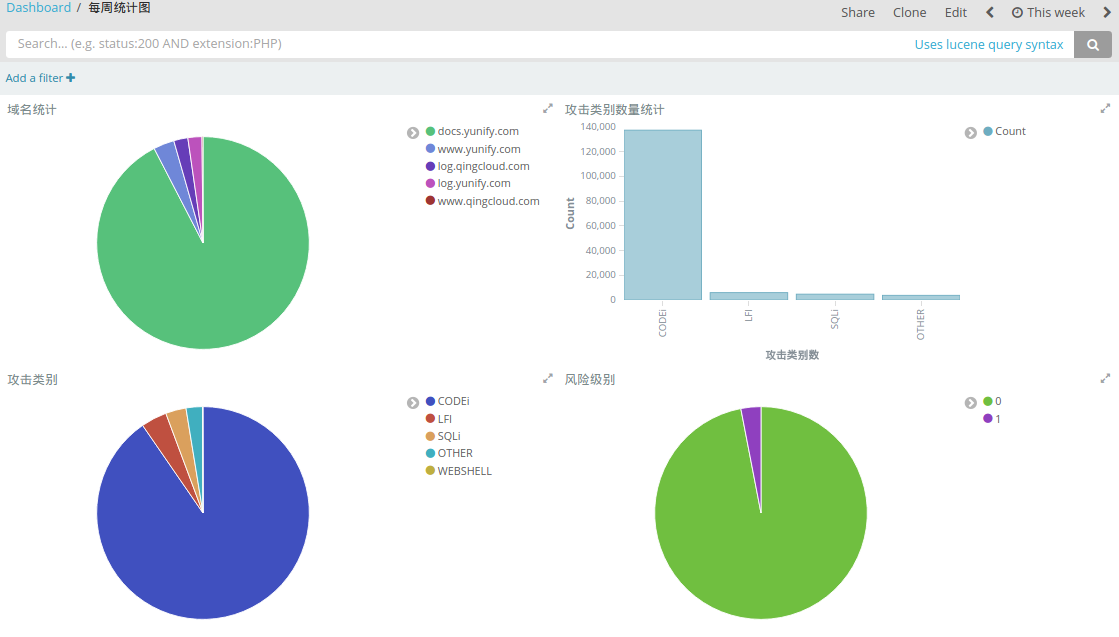 Dashboard / 每周统计图
Share Clone Edit This week
Search... (e.g. status:200 AND extension:PHP) Uses lucene query syntax
Add a filter +
域名统计
docs.yunify.com
www.yunify.com
log.qingcloud.com
log.yunify.com
www.qingcloud.com
攻击类别数量统计
140,000
120,000
100,000
80,000
60,000
40,000
20,000
0
Count
CODEi
LFI
SQLi
OTHER
攻击类别数
Count
攻击类别
CODEi
LFI
SQLi
OTHER
WEBSHELL
风险级别
0
1